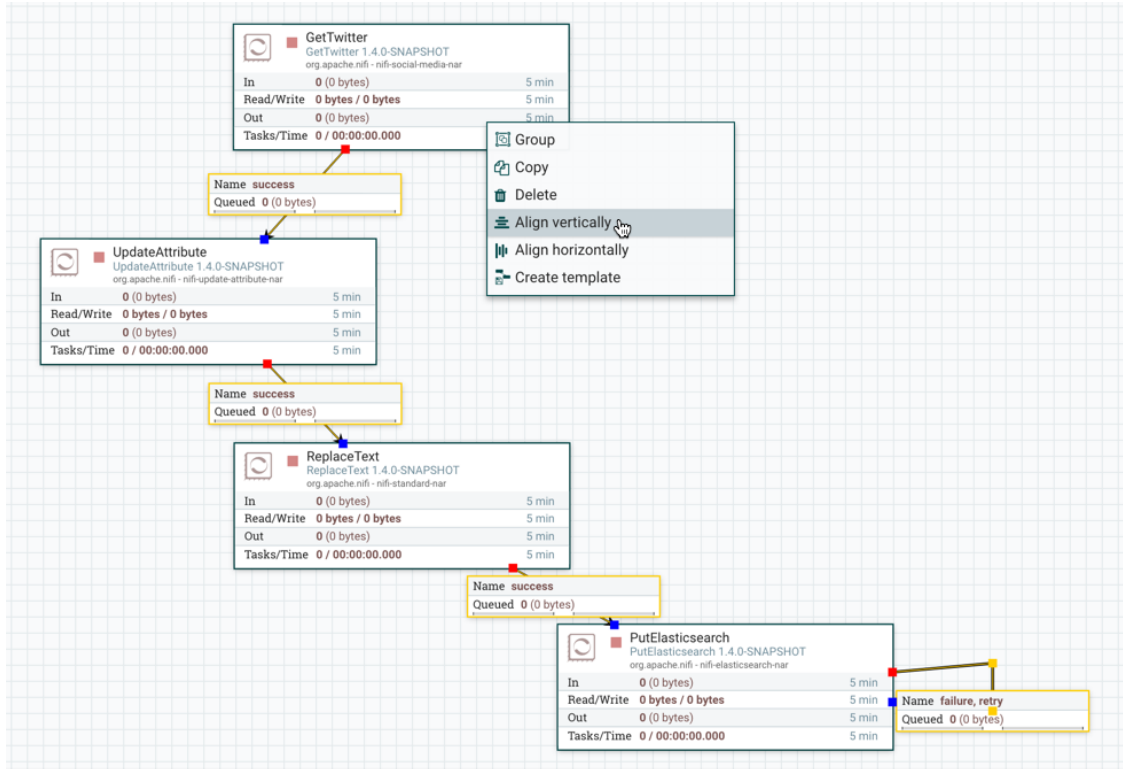 GetTwitter
GetTwitter 1.4.0-SNAPSHOT
org.apache.nifi - nifi-social-media-nar
In 0 (0 bytes) 5 min
Read/Write 0 bytes / 0 bytes 5 min
Out 0 (0 bytes) 5 min
Tasks/Time 0 / 00:00:00.000
Group
Copy
Delete
Align vertically
Align horizontally
Create template
Name success
Queued 0 (0 bytes)
UpdateAttribute
UpdateAttribute 1.4.0-SNAPSHOT
org.apache.nifi - nifi-update-attribute-nar
In 0 (0 bytes) 5 min
Read/Write 0 bytes / 0 bytes 5 min
Out 0 (0 bytes) 5 min
Tasks/Time 0 / 00:00:00.000 5 min
Name success
Queued 0 (0 bytes)
ReplaceText
ReplaceText 1.4.0-SNAPSHOT
org.apache.nifi - nifi-standard-nar
In 0 (0 bytes) 5 min
Read/Write 0 bytes / 0 bytes 5 min
Out 0 (0 bytes) 5 min
Tasks/Time 0 / 00:00:00.000 5 min
Name success
Queued 0 (0 bytes)
PutElasticsearch
PutElasticsearch 1.4.0-SNAPSHOT
org.apache.nifi - nifi-elasticsearch-nar
In 0 (0 bytes) 5 min
Read/Write 0 bytes / 0 bytes 5 min
Out 0 (0 bytes) 5 min
Tasks/Time 0 / 00:00:00.000 5 min
Name failure, retry
Queued 0 (0 bytes)